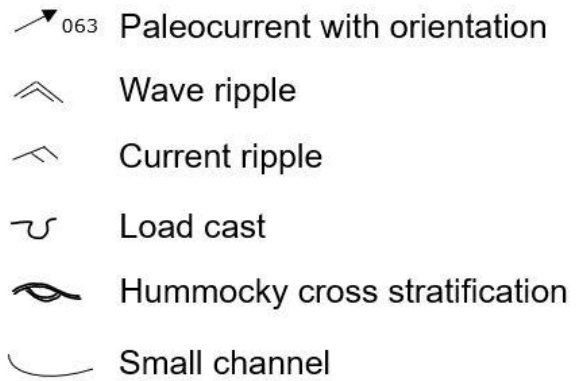 063 Paleocurrent with orientation
Wave ripple
Current ripple
Load cast
Hummocky cross stratification
Small channel